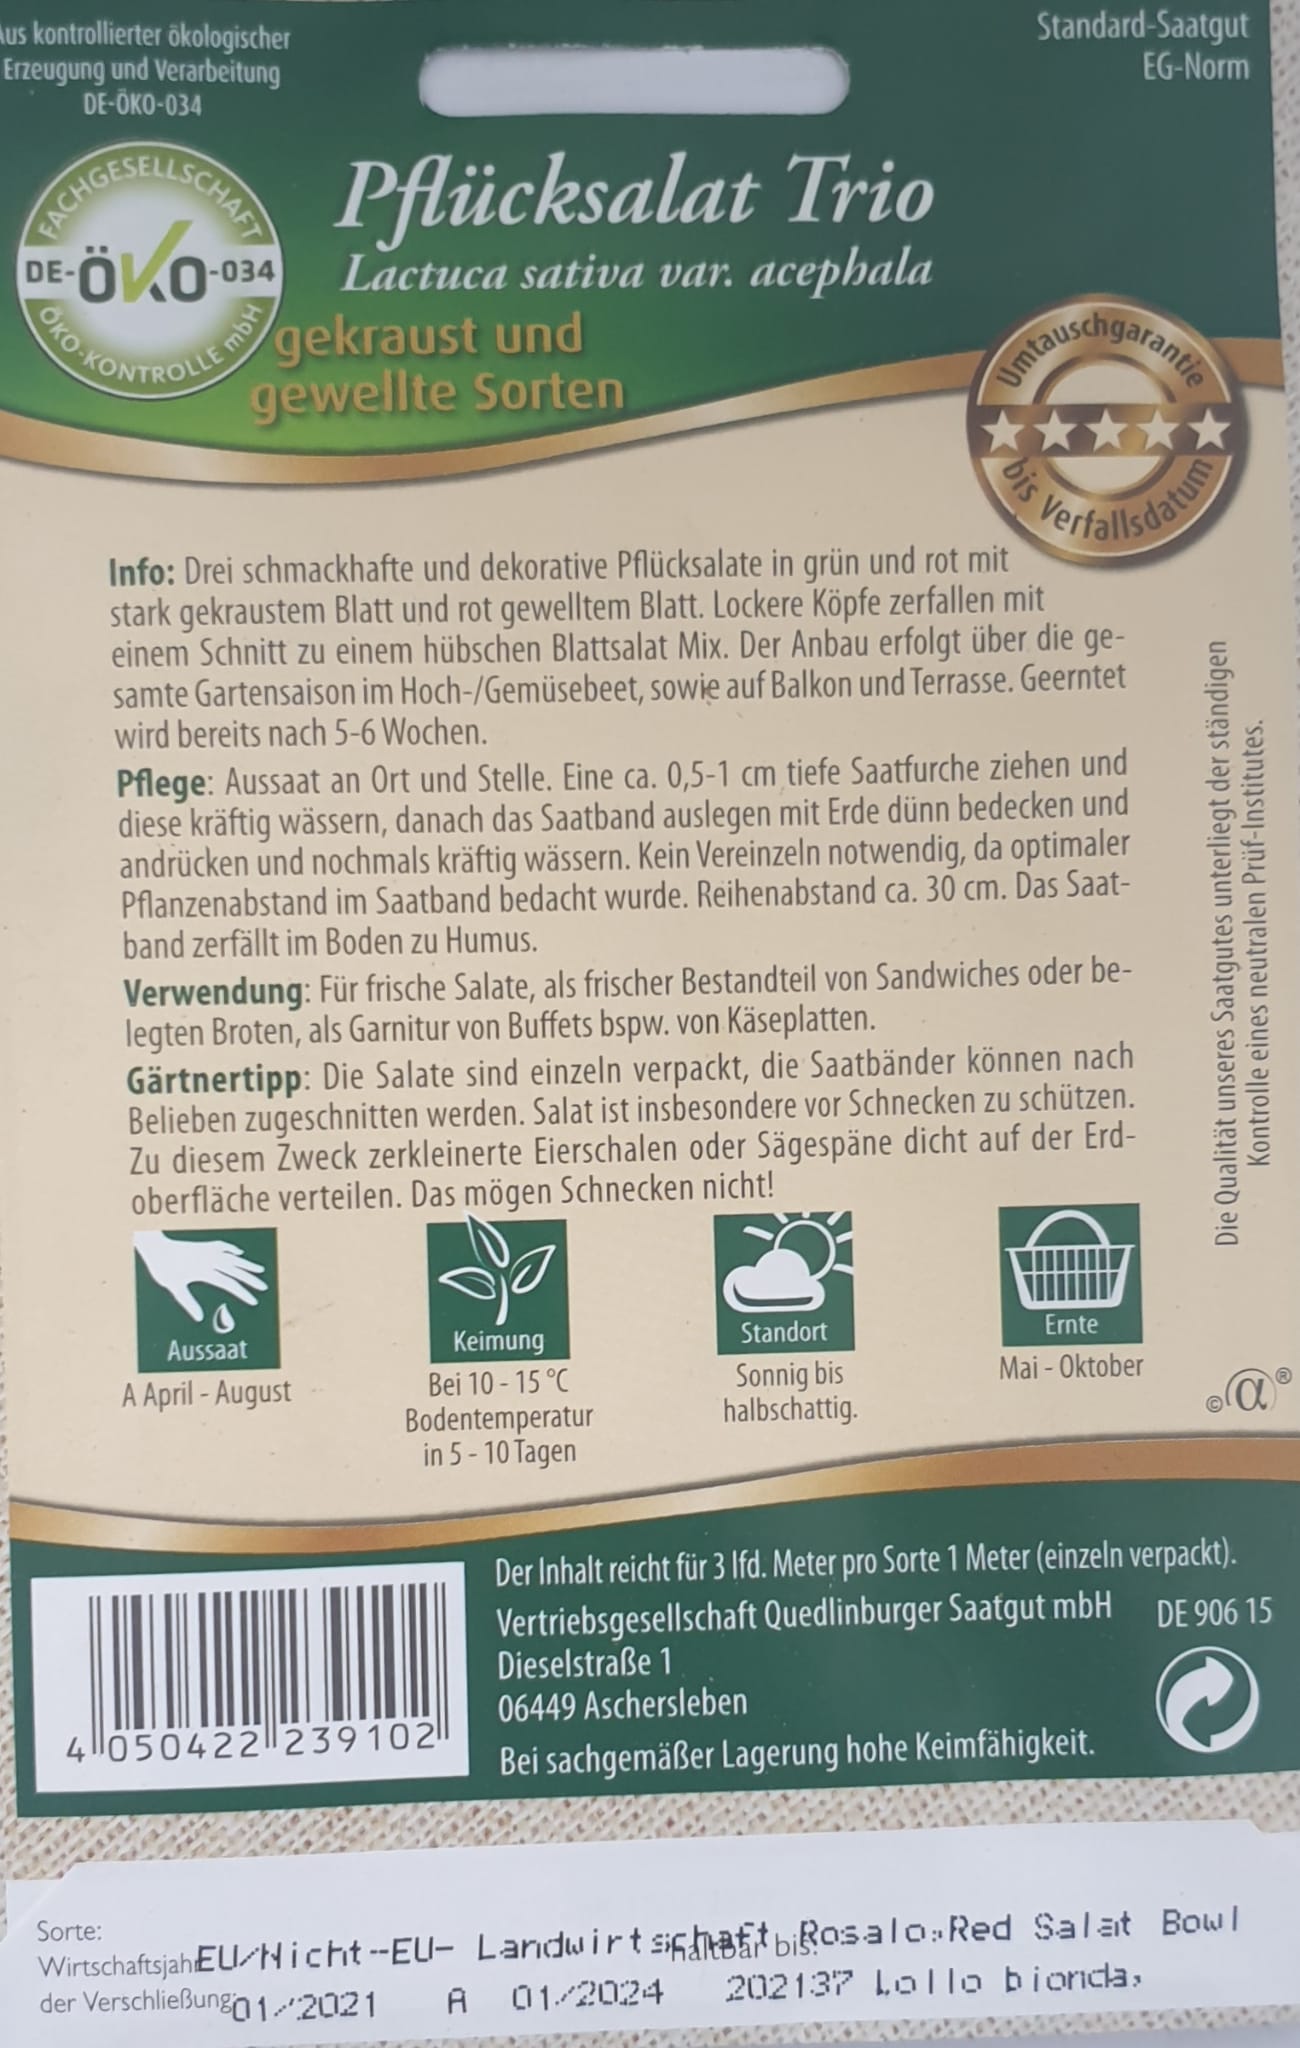 Aus kontrollierter ökologischer
Erzeugung und Verarbeitung
DE-ÖKO-034
Standard-Saatgut
EG-Norm
FACHGESELLSCHAFT
DE-ÖKO-034
ÖKO-KONTROLLE mbH
Pflücksalat Trio
Lactuca sativa var. acephala
gekraust und
gewellte Sorten
Umtauschgarantie
bis Verfallsdatum
Info: Drei schmackhafte und dekorative Pflücksalate in grün und rot mit
stark gekraustem Blatt und rot gewelltem Blatt. Lockere Köpfe zerfallen mit
einem Schnitt zu einem hübschen Blattsalat Mix. Der Anbau erfolgt über die ge-
samte Gartensaison im Hoch-/Gemüsebeet, sowie auf Balkon und Terrasse. Geerntet
wird bereits nach 5-6 Wochen.
Pflege: Aussaat an Ort und Stelle. Eine ca. 0,5-1 cm tiefe Saatfurche ziehen und
diese kräftig wässern, danach das Saatband auslegen mit Erde dünn bedecken und
andrücken und nochmals kräftig wässern. Kein Vereinzeln notwendig, da optimaler
Pflanzenabstand im Saatband bedacht wurde. Reihenabstand ca. 30 cm. Das Saat-
band zerfällt im Boden zu Humus.
Verwendung: Für frische Salate, als frischer Bestandteil von Sandwiches oder be-
legten Broten, als Garnitur von Buffets bspw. von Käseplatten.
Gärtnertipp: Die Salate sind einzeln verpackt, die Saatbänder können nach
Belieben zugeschnitten werden. Salat ist insbesondere vor Schnecken zu schützen.
Zu diesem Zweck zerkleinerte Eierschalen oder Sägespäne dicht auf der Erd-
oberfläche verteilen. Das mögen Schnecken nicht!
Die Qualität unseres Saatgutes unterliegt der ständigen
Kontrolle eines neutralen Prüf-Institutes.
Aussaat
A April - August
Keimung
Bei 10 - 15 °C
Bodentemperatur
in 5 - 10 Tagen
Standort
Sonnig bis
halbschattig.
Ernte
Mai - Oktober
©α®
Der Inhalt reicht für 3 lfd. Meter pro Sorte 1 Meter (einzeln verpackt).
Vertriebsgesellschaft Quedlinburger Saatgut mbH
DE 906 15
Dieselstraße 1
06449 Aschersleben
Bei sachgemäßer Lagerung hohe Keimfähigkeit.
4 050422 239102
Sorte:
Wirtschaftsjahr
haltbar bis:
EU/Nicht-EU- Landwirtschaft Rosalo.Red Salat Bowl
der Verschließung:
01/2021 A 01/2024 202137 Lollo bionda,